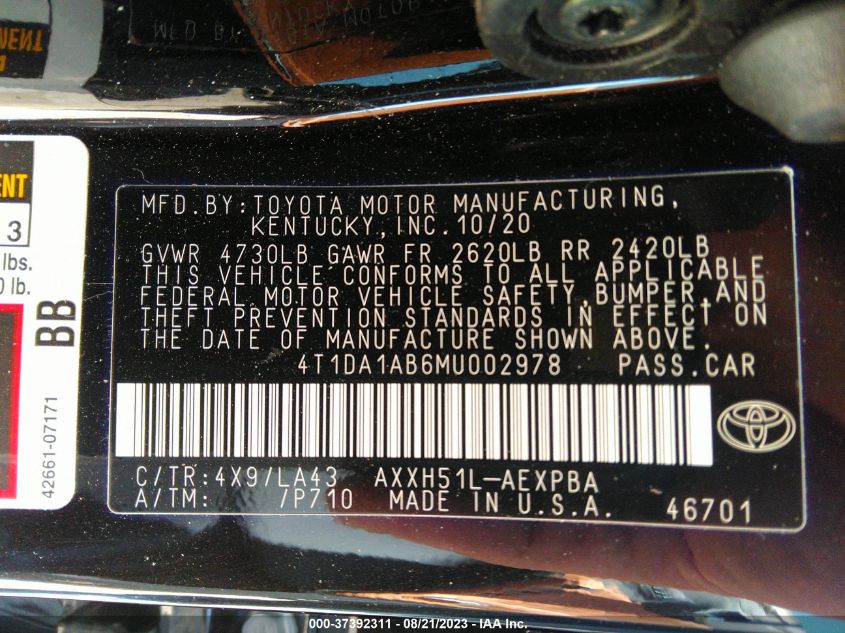 MFD. BY:TOYOTA MOTOR MANUFACTURING,
KENTUCKY,INC.10/20
GVWR 4730LB GAWR FR 2620LB RR 2420LB
THIS VEHICLE CONFORMS TO ALL APPLICABLE
FEDERAL MOTOR VEHICLE SAFETY,BUMPER,AND
THEFT PREVENTION STANDARDS IN EFFECT ON
THE DATE OF MANUFACTURE SHOWN ABOVE.
4T1DA1AB6MU002978 PASS.CAR
C/TR:4X9/LA43 AXXH51L-AEXPBA
A/TM: /P710 MADE IN U.S.A. 46701
ENT
3
lbs.
lb.
BB
42661-07171
000-37392311 - 08/21/2023 - IAA Inc.